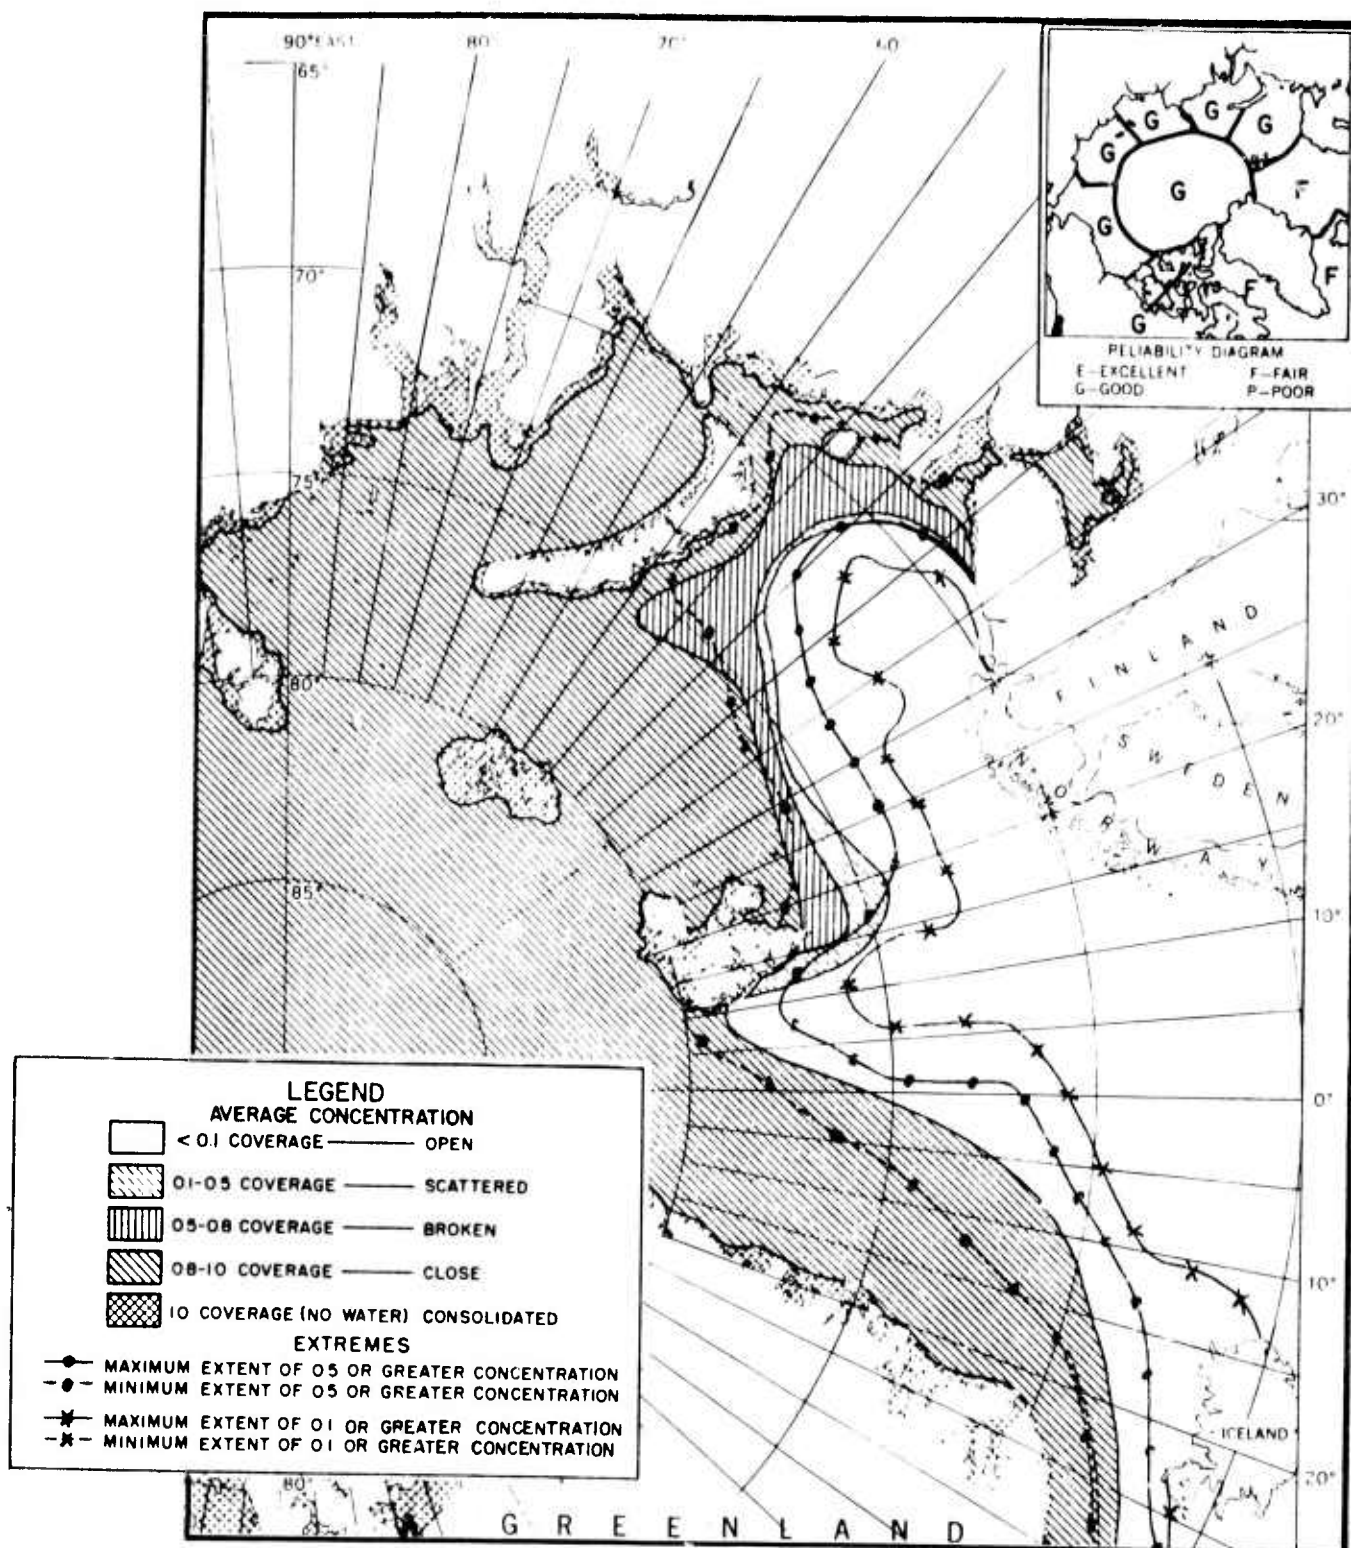 90° EAST 80° 70° 60
65°
70°
75°
80
85°
30°
20°
10°
0°
10°
20°
G
G
G
G
G
F
G
E
F
F
G
RELIABILITY DIAGRAM
E—EXCELLENT F—FAIR
G—GOOD P—POOR
FINLAND
SWEDEN
NORWAY
ICELAND
LEGEND
AVERAGE CONCENTRATION
< 0.1 COVERAGE — OPEN
0.1-0.5 COVERAGE — SCATTERED
0.5-0.8 COVERAGE — BROKEN
0.8-1.0 COVERAGE — CLOSE
1.0 COVERAGE (NO WATER) CONSOLIDATED
EXTREMES
MAXIMUM EXTENT OF 0.5 OR GREATER CONCENTRATION
MINIMUM EXTENT OF 0.5 OR GREATER CONCENTRATION
MAXIMUM EXTENT OF 0.1 OR GREATER CONCENTRATION
MINIMUM EXTENT OF 0.1 OR GREATER CONCENTRATION
80°
GREENLAND